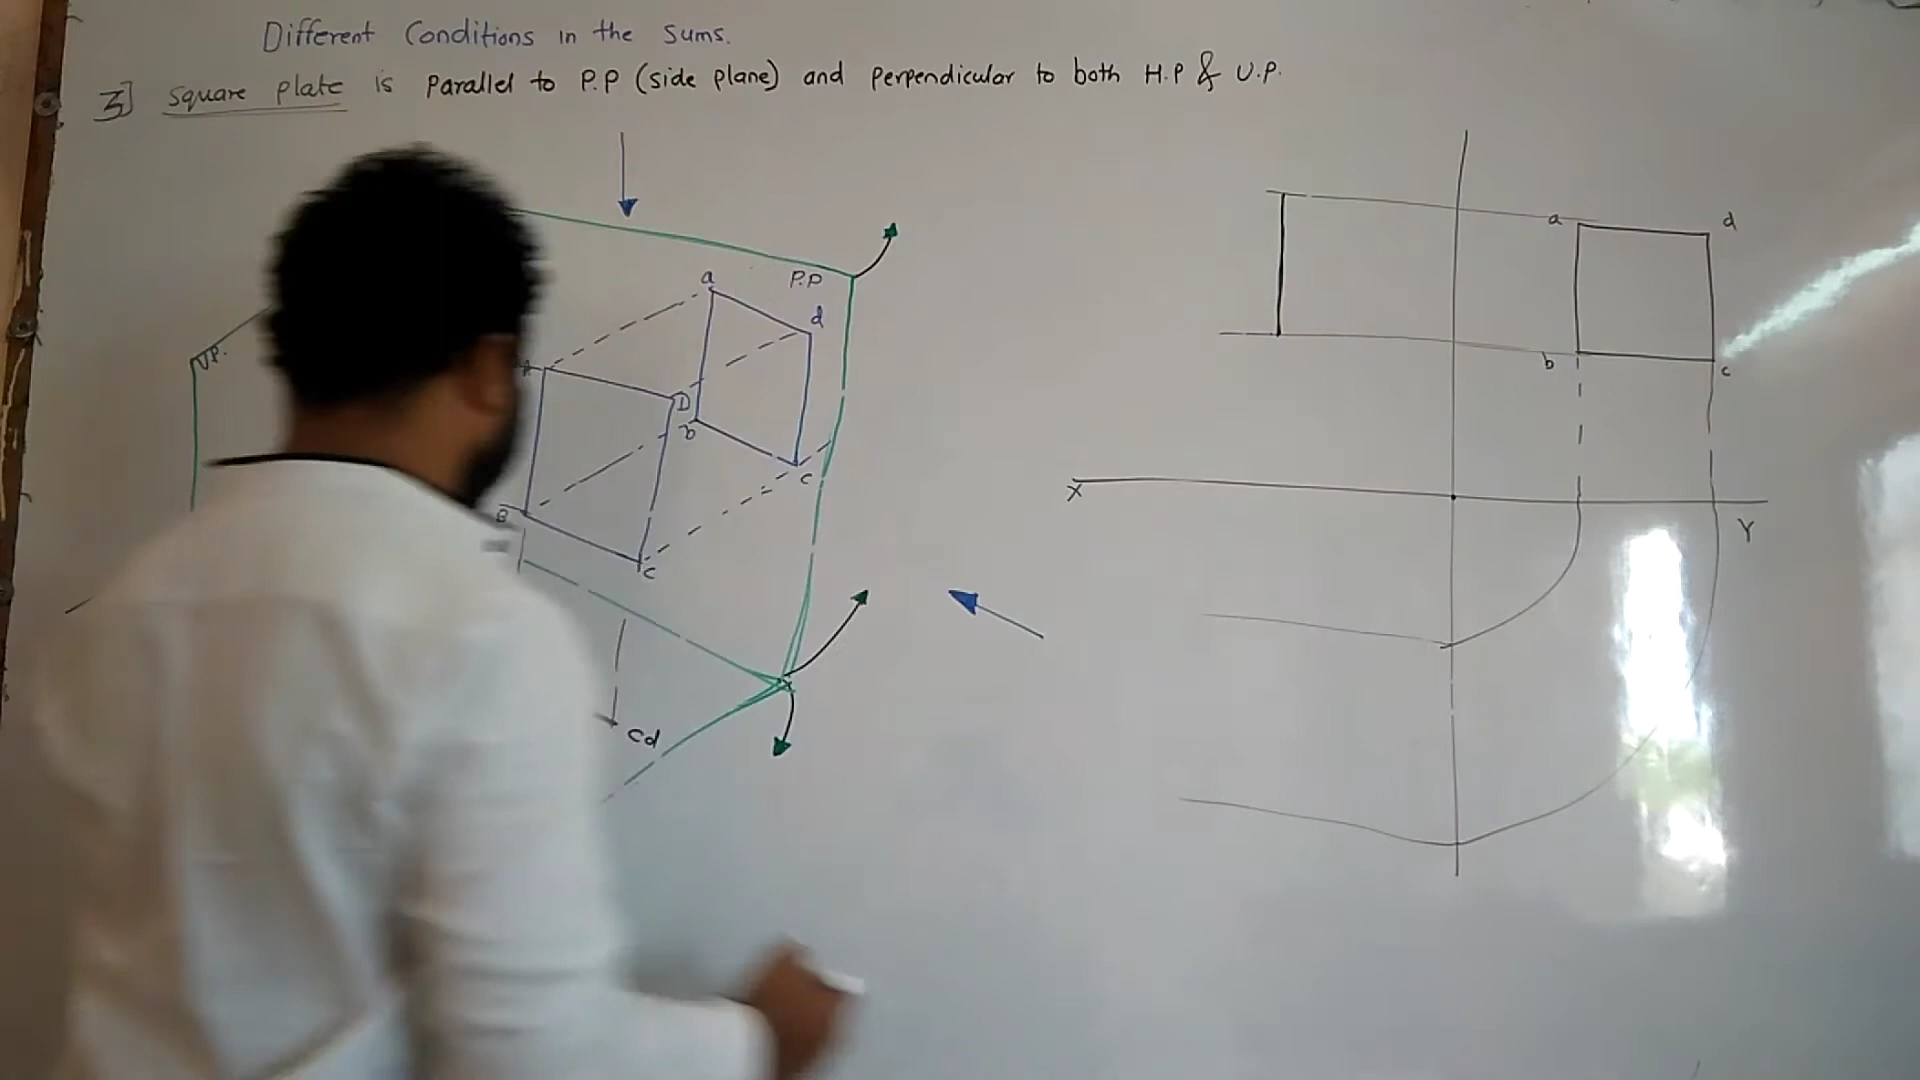 Different Conditions in the Sums.
3] Square plate is Parallel to P.P (side plane) and perpendicular to both H.P & V.P.
a
d
a P.P
d
V.P.
b
c
A
D
b
c
X
B
Y
C
cd